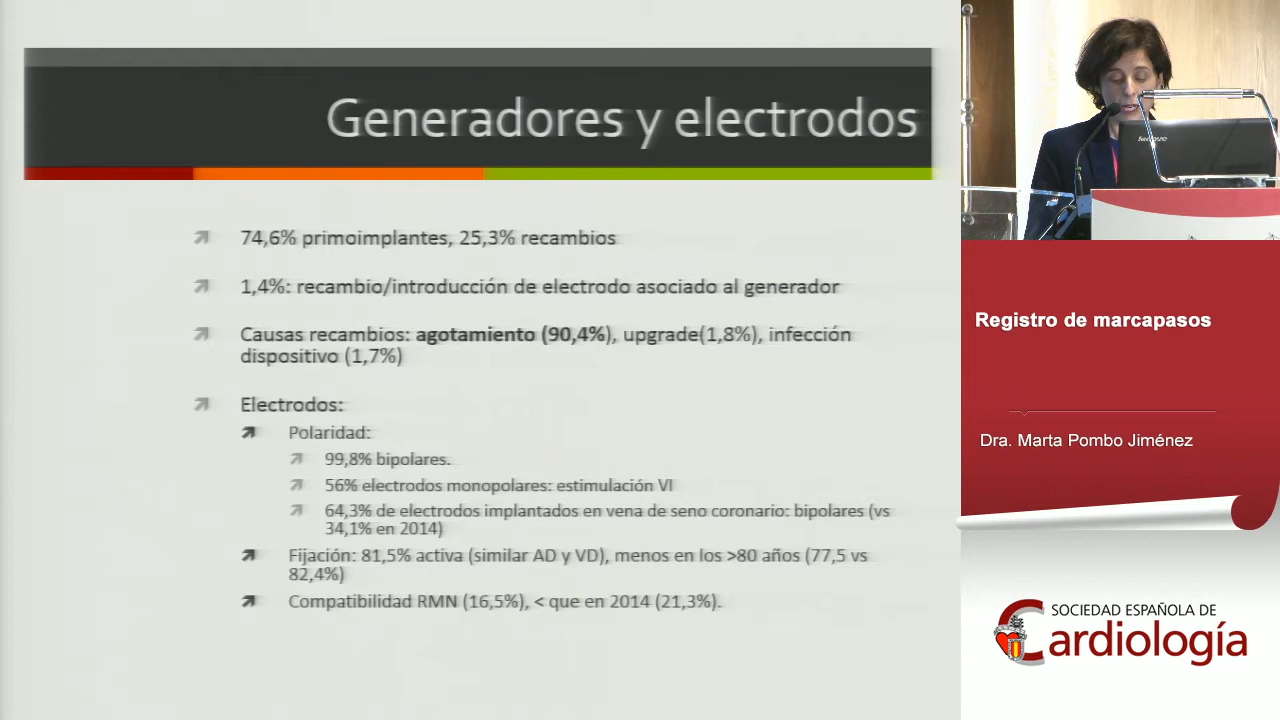 Generadores y electrodos
74,6% primoimplantes, 25,3% recambios
1,4%: recambio/introducción de electrodo asociado al generador
Causas recambios: agotamiento (90,4%), upgrade(1,8%), infección
dispositivo (1,7%)
Electrodos:
Polaridad:
99,8% bipolares.
56% electrodos monopolares: estimulación VI
64,3% de electrodos implantados en vena de seno coronario: bipolares (vs
34,1% en 2014)
Fijación: 81,5% activa (similar AD y VD), menos en los >80 años (77,5 vs
82,4%)
Compatibilidad RMN (16,5%), < que en 2014 (21,3%).
lenovo
Registro de marcapasos
Dra. Marta Pombo Jiménez
SOCIEDAD ESPAÑOLA DE
Cardiología